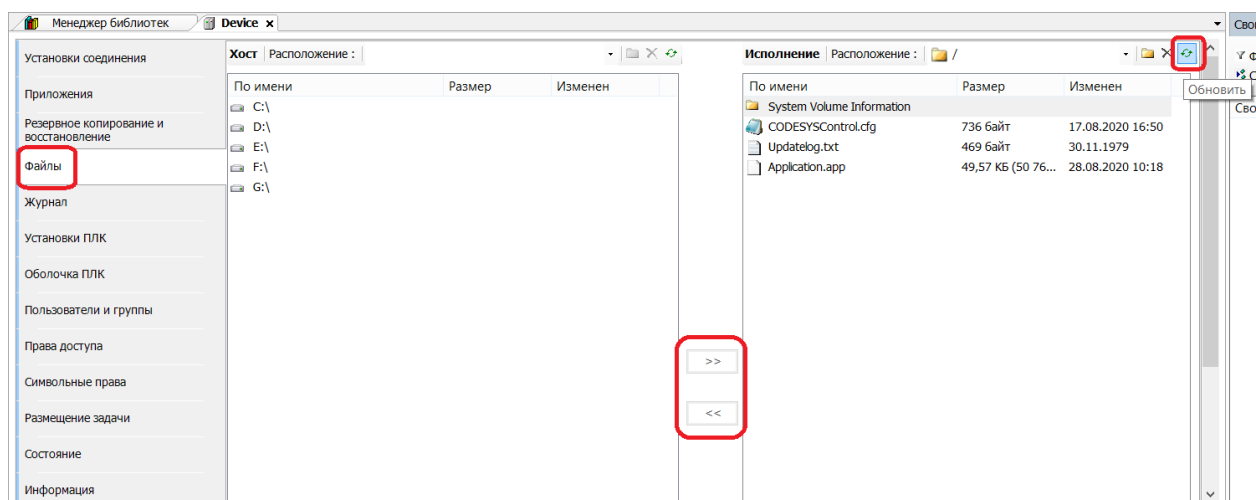 Менеджер библиотек Device x Сво
Установки соединения
Приложения
Резервное копирование и
восстановление
Файлы
Журнал
Установки ПЛК
Оболочка ПЛК
Пользователи и группы
Права доступа
Символьные права
Размещение задачи
Состояние
Информация
Хост Расположение :
По имени Размер Изменен
C:\
D:\
E:\
F:\
G:\
>>
<<
Исполнение Расположение : /
По имени Размер Изменен
System Volume Information
CODESYSControl.cfg 736 байт 17.08.2020 16:50
Updatelog.txt 469 байт 30.11.1979
Application.app 49,57 КБ (50 76... 28.08.2020 10:18
Обновить
Ф
С
Сво